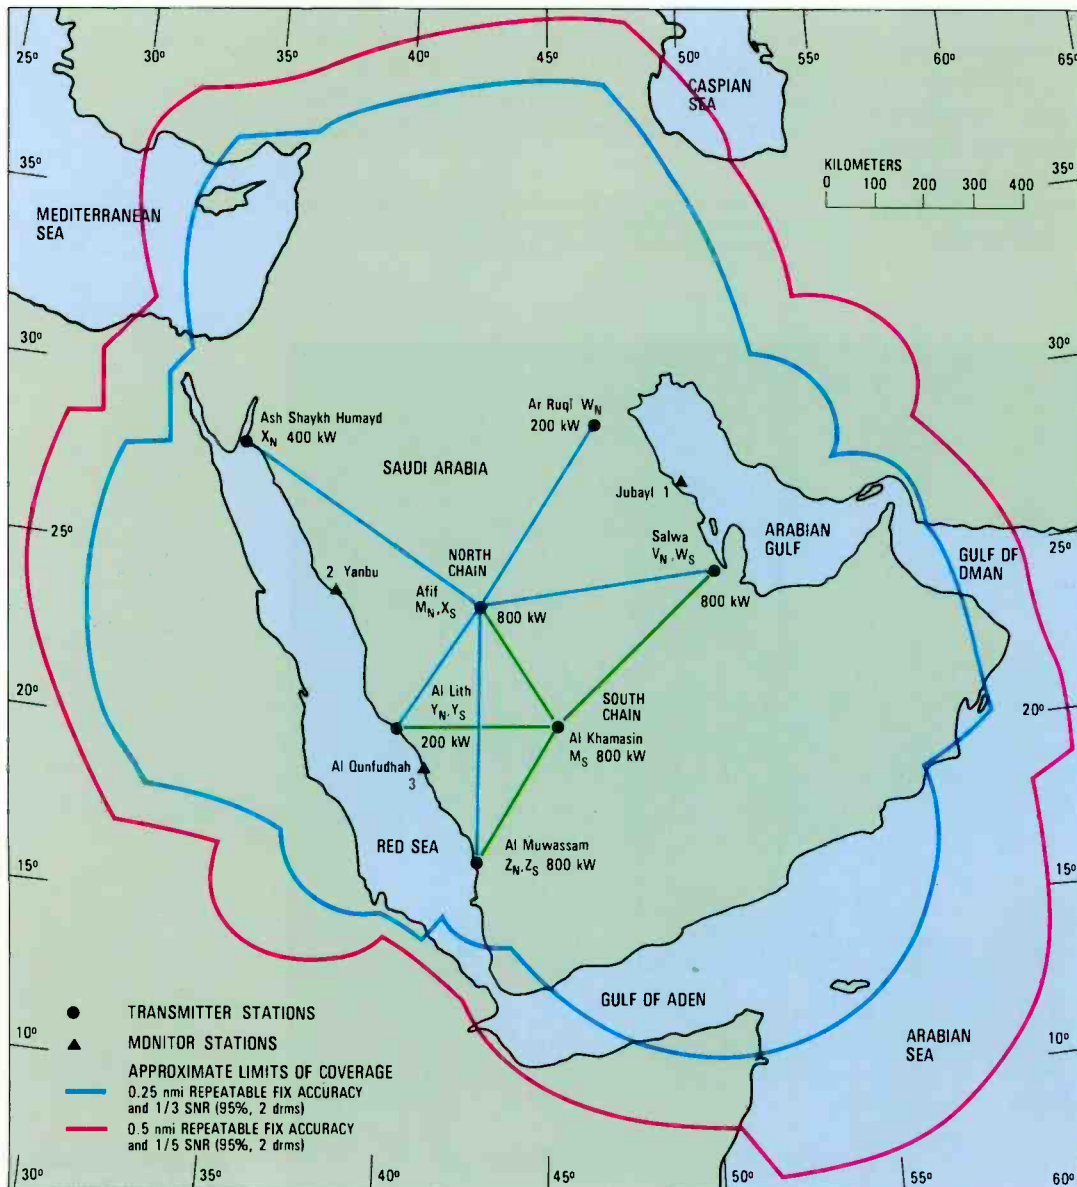 25° 30° 35° 40° 45° 50° 55° 60° 65°
CASPIAN
SEA
35°
KILOMETERS
0 100 200 300 400
35°
MEDITERRANEAN
SEA
30°
30°
Ash Shaykh Humayd
X_N 400 kW
Ar Ruqī W_N
200 kW
SAUDI ARABIA
Jubayl 1
25°
ARABIAN
GULF
25°
Salwa
V_N, W_S
GULF OF
OMAN
800 kW
NORTH
CHAIN
2 Yanbu
Afif
M_N, X_S
800 kW
20°
Al Lith
Y_N, Y_S
200 kW
SOUTH
CHAIN
20°
Al Khamasin
M_S 800 kW
Al Qunfudhah
3
RED SEA
Al Muwassam
Z_N, Z_S 800 kW
15°
15°
GULF OF ADEN
ARABIAN
SEA
10°
10°
TRANSMITTER STATIONS
MONITOR STATIONS
APPROXIMATE LIMITS OF COVERAGE
0.25 nmi REPEATABLE FIX ACCURACY
and 1/3 SNR (95%, 2 drms)
0.5 nmi REPEATABLE FIX ACCURACY
and 1/5 SNR (95%, 2 drms)
30° 35° 40° 45° 50° 55° 60°